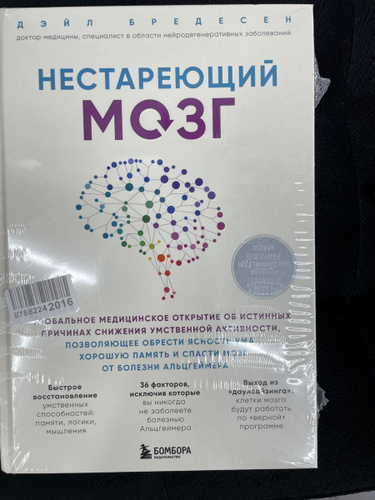 ДЭЙЛ БРЕДЕСЕН
доктор медицины, специалист в области нейродегенеративных заболеваний
НЕСТАРЕЮЩИЙ
МОЗГ
8788224 2016
ПРОГРАММА
ОБАЛЬНОЕ МЕДИЦИНСКОЕ ОТКРЫТИЕ ОБ ИСТИННЫХ
РИЧИНАХ СНИЖЕНИЯ УМСТВЕННОЙ АКТИВНОСТИ,
ПОЗВОЛЯЮЩЕЕ ОБРЕСТИ ЯСНОСТЬ УМА,
ХОРОШУЮ ПАМЯТЬ И СПАСТИ МОЗГ
ОТ БОЛЕЗНИ АЛЬЦГЕЙМЕРА
Быстрое
восстановление
умственных
способностей:
памяти, логики,
мышления
36 факторов,
исключив которые
вы никогда
не заболеете
болезнью
Альцгеймера
Выход из
«даунсайзинга»:
клетки мозга
будут работать
по «верной»
программе
БОМБОРА
ИЗДАТЕЛЬСТВО